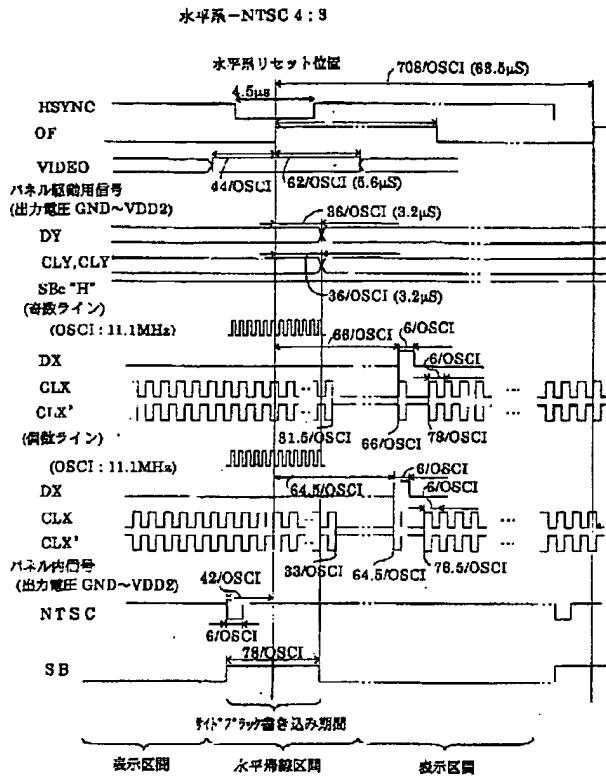 水平系－NTSC 4:3
水平系リセット位置
708/OSCI (63.5μS)
4.5μs
HSYNC
OF
VIDEO
44/OSCI
62/OSCI (5.6μS)
パネル駆動用信号
(出力電圧 GND～VDD2)
36/OSCI (3.2μS)
DY
CLY,CLY'
SBc "H"
36/OSCI (3.2μS)
(奇数ライン)
(OSCI : 11.1MHz)
66/OSCI
6/OSCI
DX
6/OSCI
CLX
CLX'
31.5/OSCI
66/OSCI
78/OSCI
(偶数ライン)
(OSCI : 11.1MHz)
6/OSCI
64.5/OSCI
6/OSCI
DX
CLX
CLX'
33/OSCI
64.5/OSCI
78.5/OSCI
パネル内信号
(出力電圧 GND～VDD2)
42/OSCI
NTSC
6/OSCI
78/OSCI
SB
サイドブラック書き込み期間
表示区間
水平帰線区間
表示区間